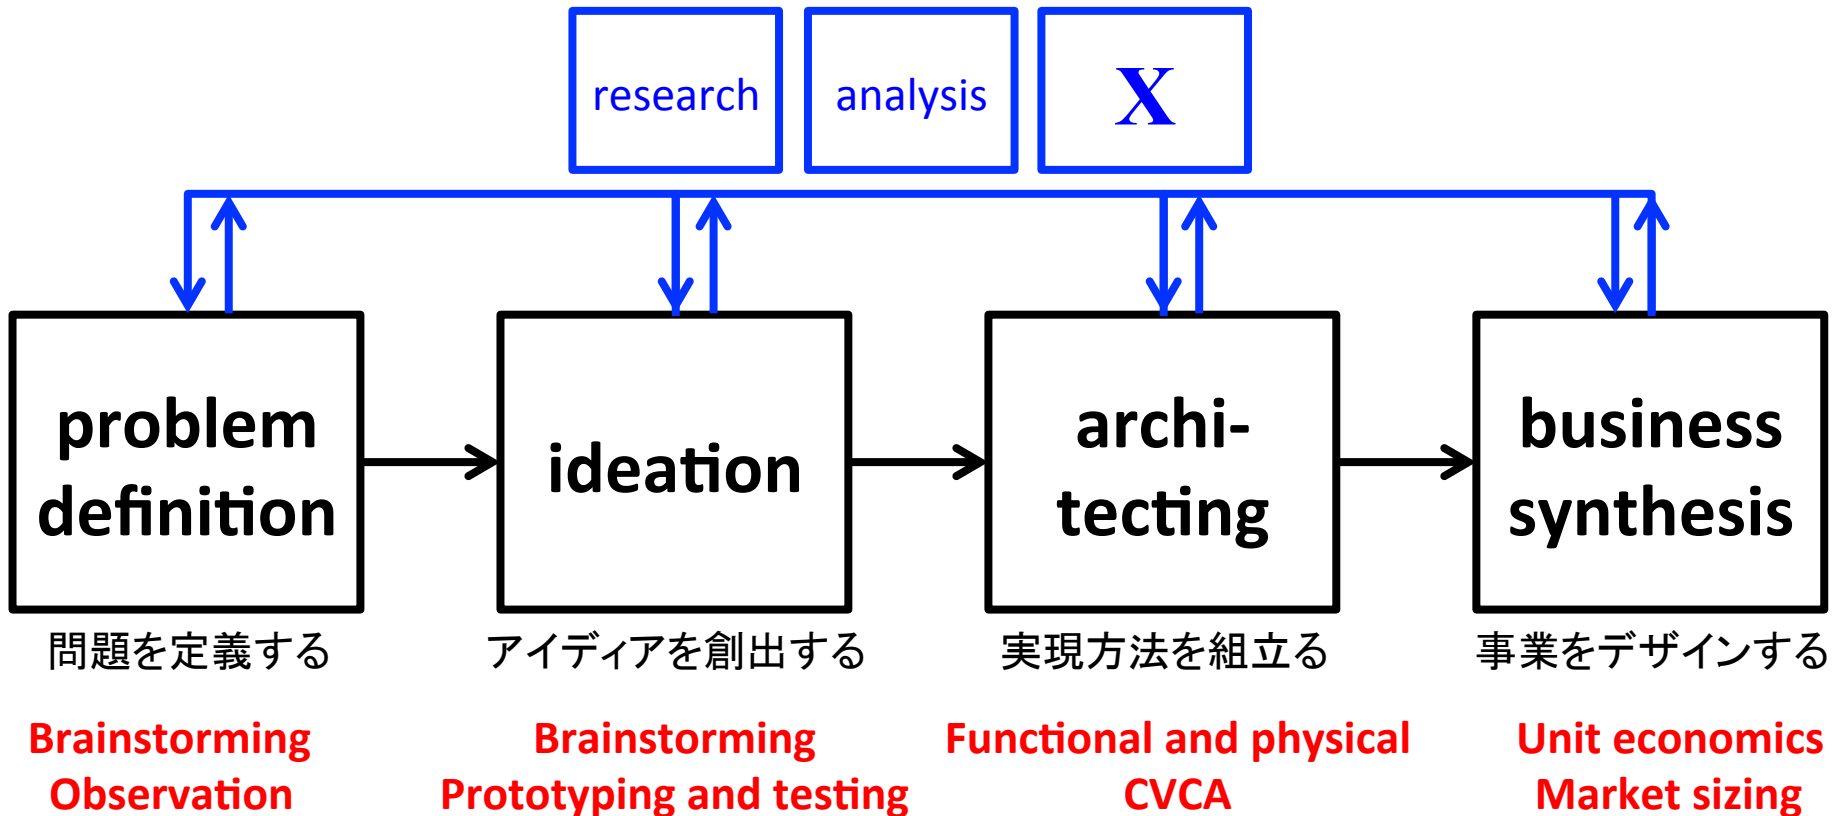 research
analysis
X
problem
definition
ideation
archi-
tecting
business
synthesis
問題を定義する
アイディアを創出する
実現方法を組立る
事業をデザインする
Brainstorming
Observation
Brainstorming
Prototyping and testing
Functional and physical
CVCA
Unit economics
Market sizing